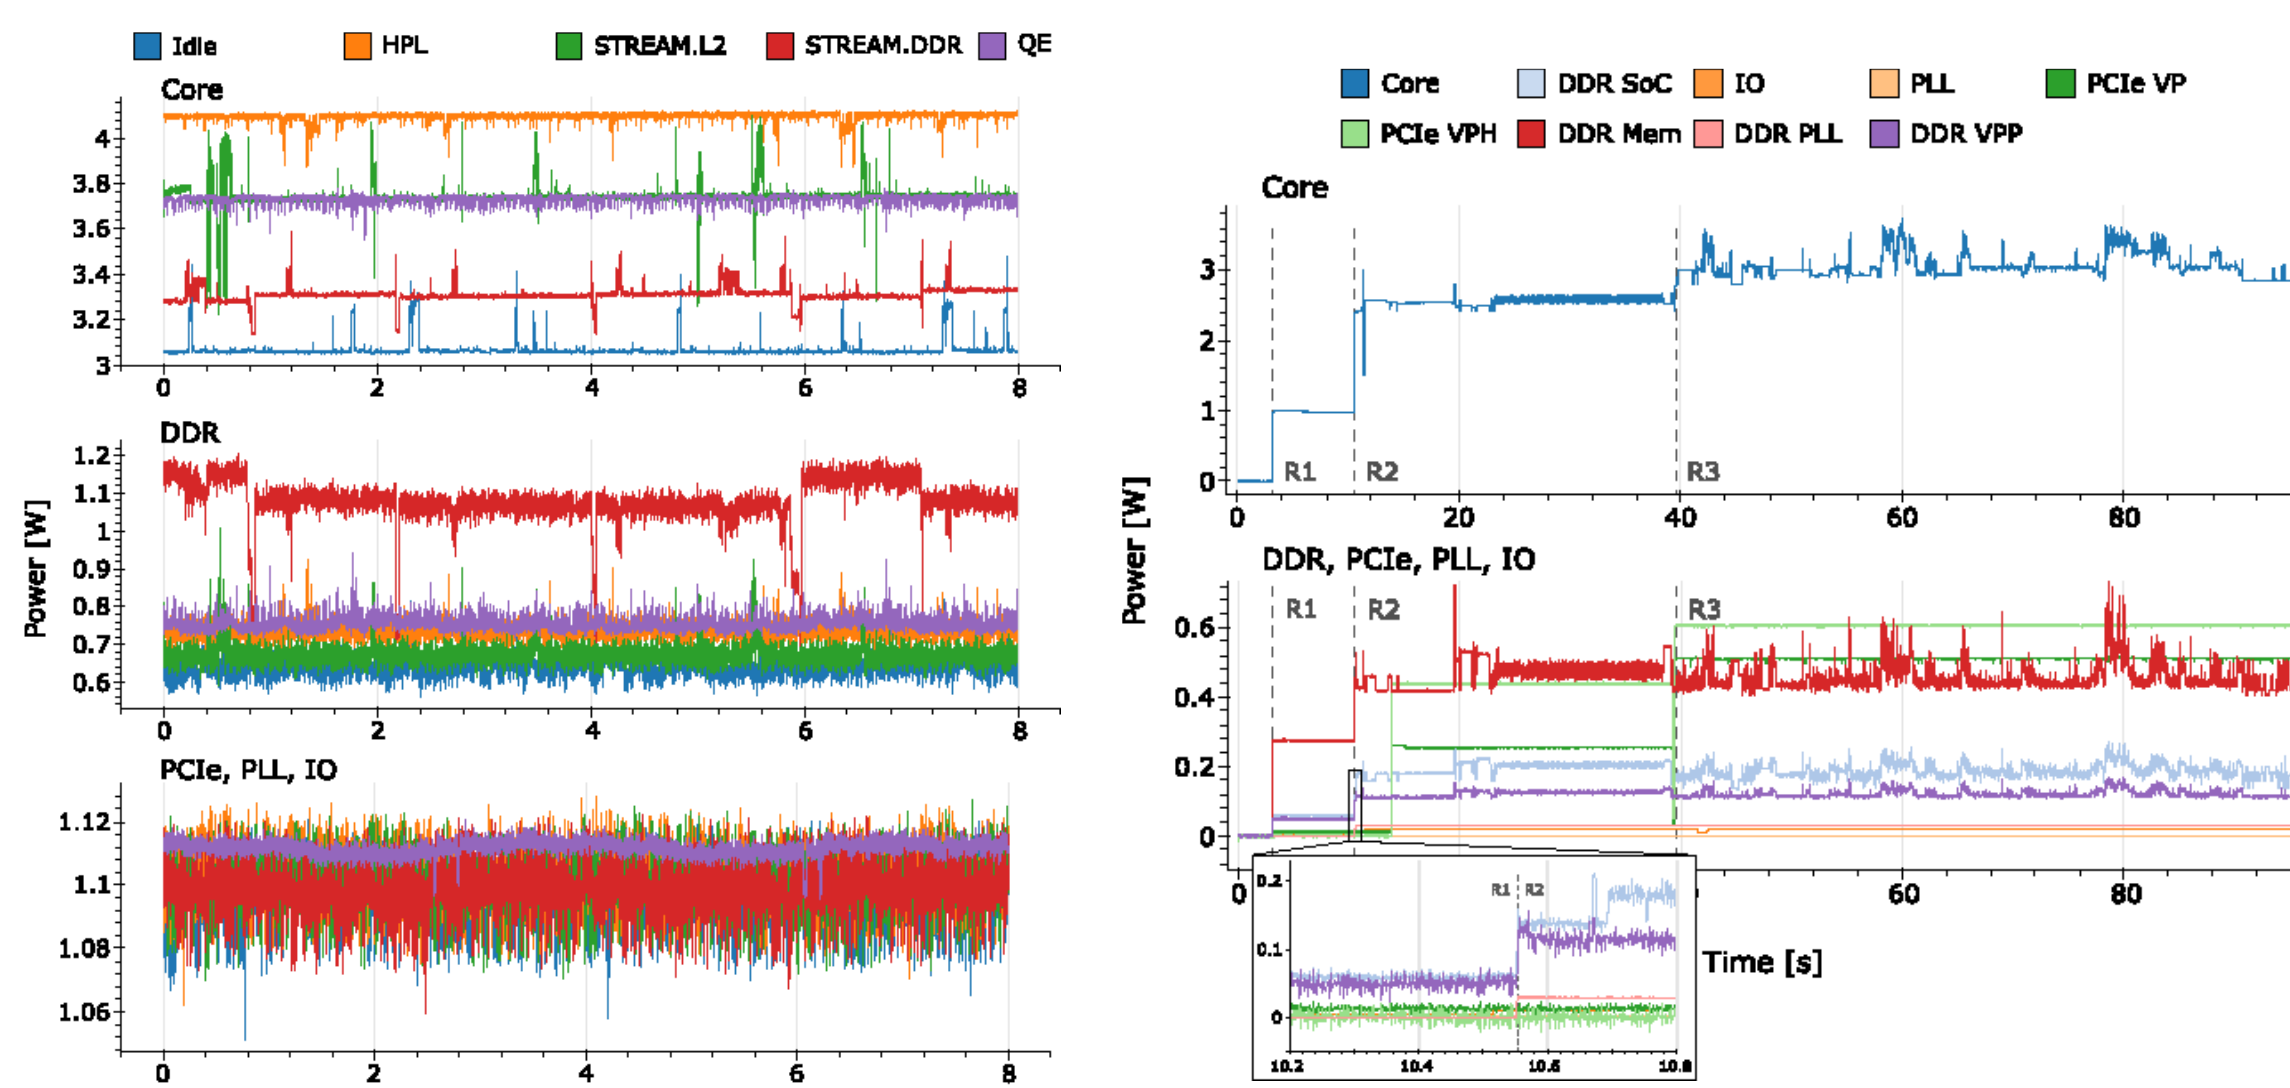 Idle HPL STREAM.L2 STREAM.DDR QE
Core
4
3.8
3.6
3.4
3.2
3
0 2 4 6 8
DDR
1.2
1.1
1
0.9
0.8
0.7
0.6
0 2 4 6 8
PCIe, PLL, IO
1.12
1.1
1.08
1.06
0 2 4 6 8
Power [W]
Core DDR SoC IO PLL PCIe VP
PCIe VPH DDR Mem DDR PLL DDR VPP
Core
3
2
1
0
R1 R2 R3
0 20 40 60 80
Power [W]
DDR, PCIe, PLL, IO
R1 R2 R3
0.6
0.4
0.2
0
0 60 80
0.2
0.1
0
R1 R2
10.2 10.4 10.6 10.8
Time [s]